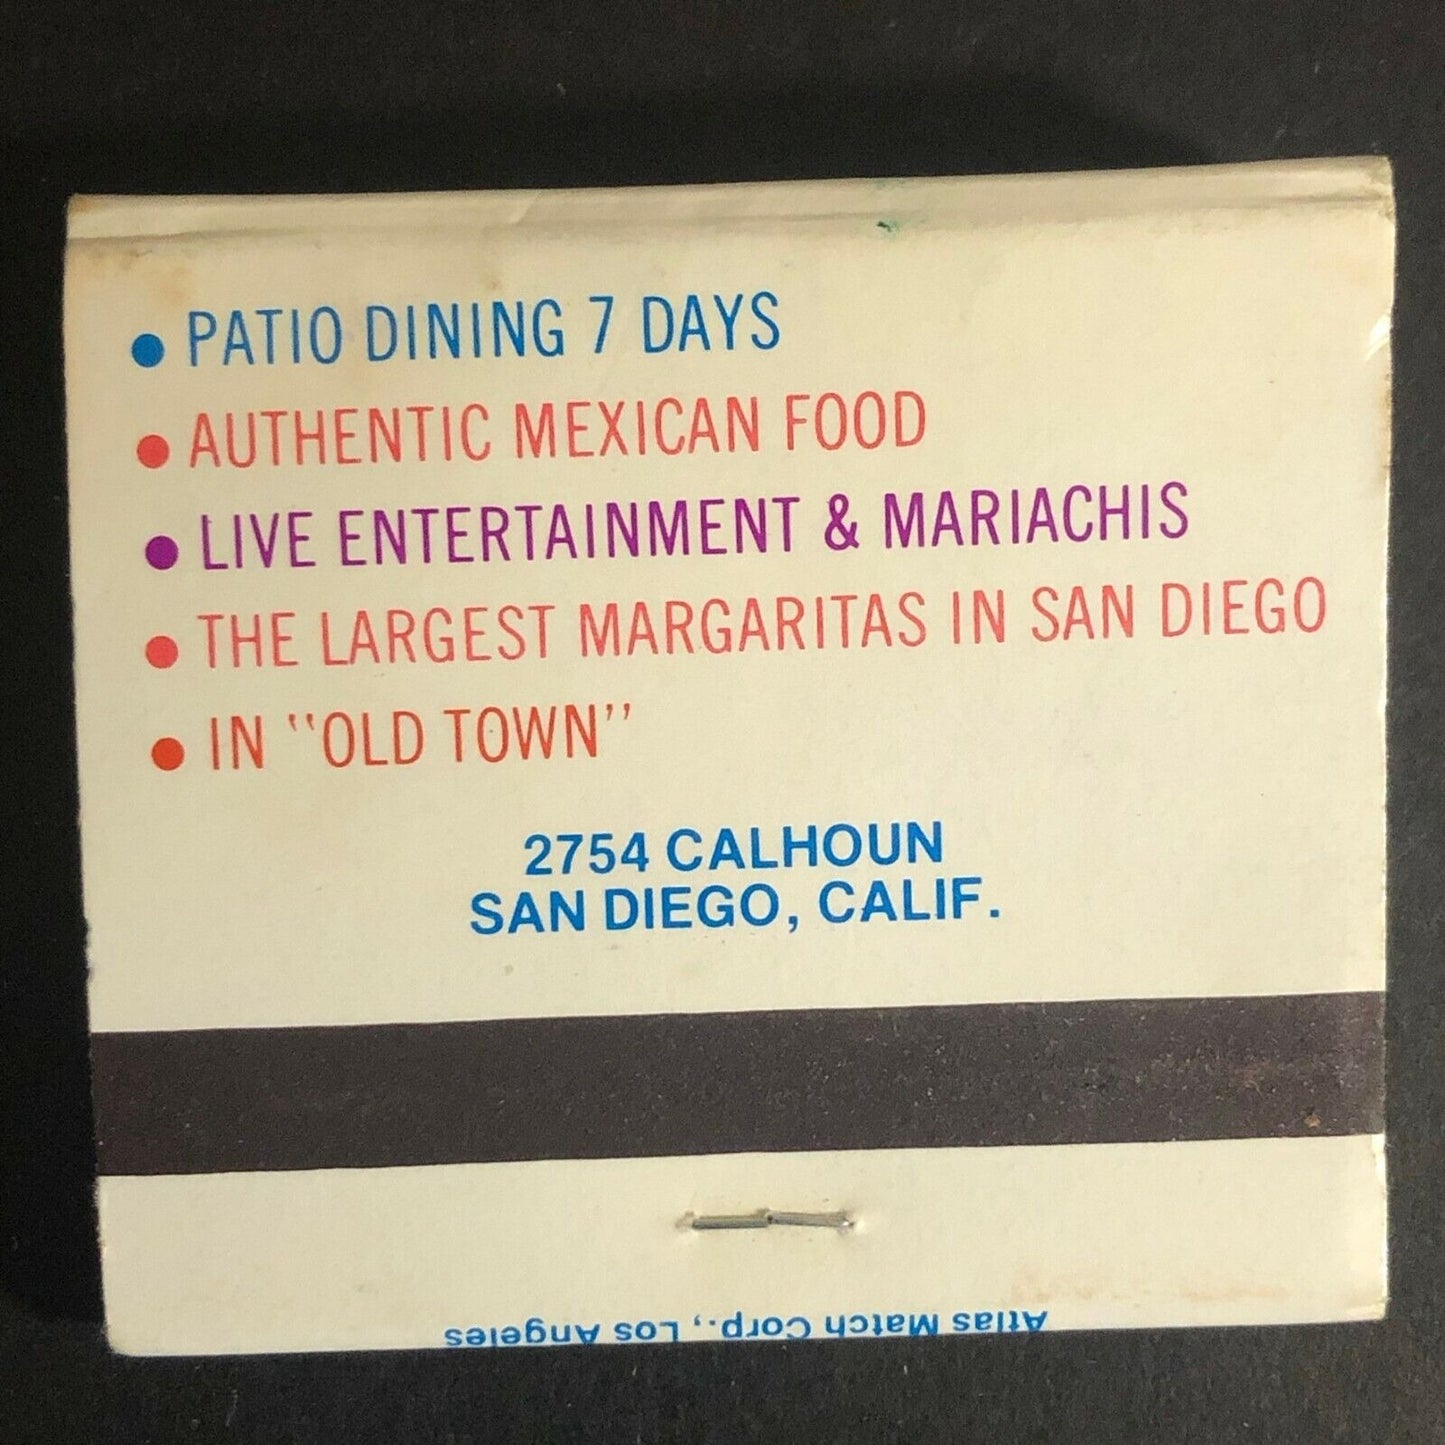 • PATIO DINING 7 DAYS
• AUTHENTIC MEXICAN FOOD
• LIVE ENTERTAINMENT & MARIACHIS
• THE LARGEST MARGARITAS IN SAN DIEGO
• IN "OLD TOWN"
2754 CALHOUN
SAN DIEGO, CALIF.
Atlas Match Corp., Los Angeles